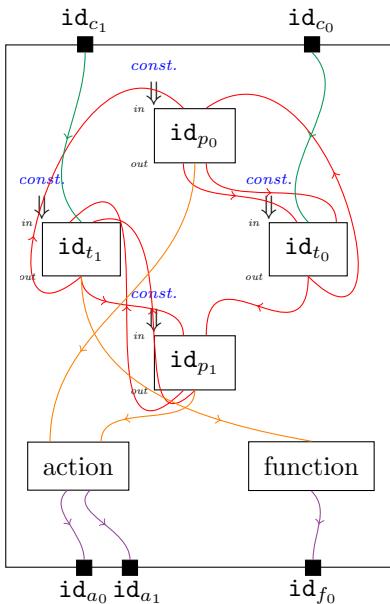 id_{c_1} id_{c_0}
const.
in
id_{p_0}
out
const. const.
in in
id_{t_1} id_{t_0}
out out
const.
in
id_{p_1}
out
action function
id_{a_0} id_{a_1} id_{f_0}